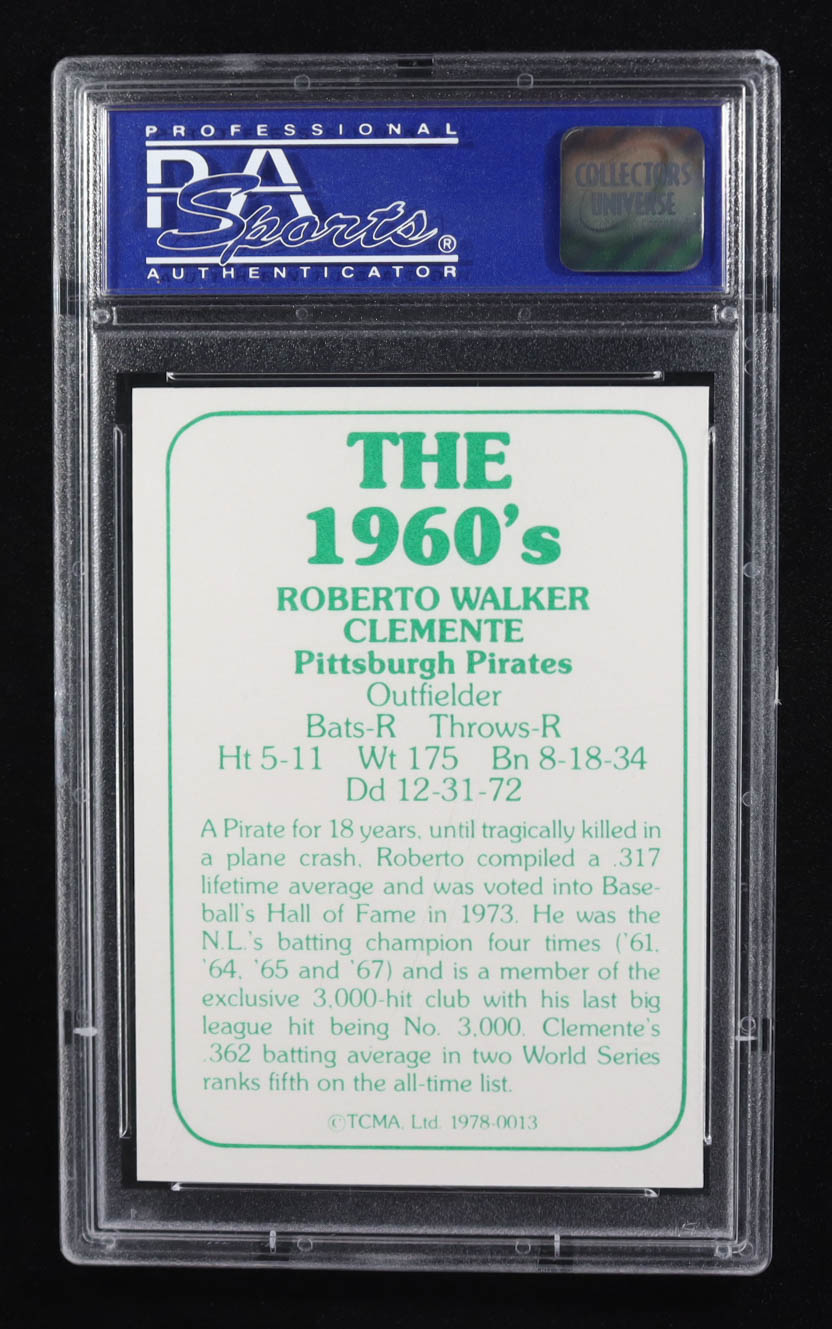 PROFESSIONAL
PSA
Sports®
AUTHENTICATOR
COLLECTORS
UNIVERSE
THE
1960's
ROBERTO WALKER
CLEMENTE
Pittsburgh Pirates
Outfielder
Bats-R Throws-R
Ht 5-11 Wt 175 Bn 8-18-34
Dd 12-31-72
A Pirate for 18 years, until tragically killed in
a plane crash, Roberto compiled a .317
lifetime average and was voted into Base-
ball's Hall of Fame in 1973. He was the
N.L.'s batting champion four times ('61,
'64, '65 and '67) and is a member of the
exclusive 3,000-hit club with his last big
league hit being No. 3,000. Clemente's
.362 batting average in two World Series
ranks fifth on the all-time list.
©TCMA, Ltd. 1978-0013